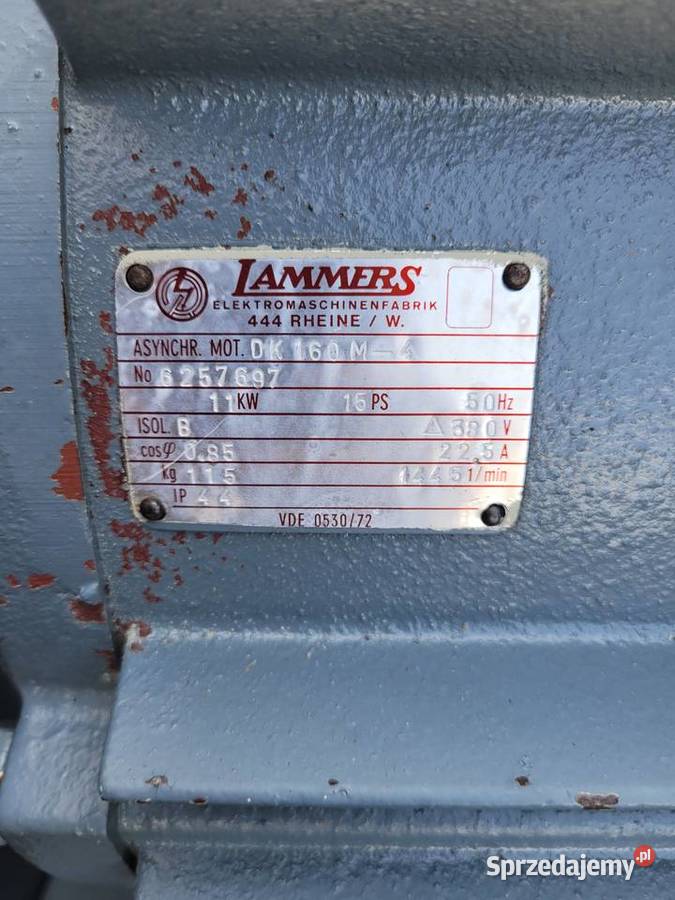 LAMMERS
ELEKTROMASCHINENFABRIK
444 RHEINE / W.
ASYNCHR. MOT. DK 160 M-4
No 6257697
11 KW 15 PS 50 Hz
ISOL. B △ 380 V
cosφ 0,85 22,5 A
kg 115 1445 1/min
IP 44
VDE 0530/72
Sprzedajemy.pl